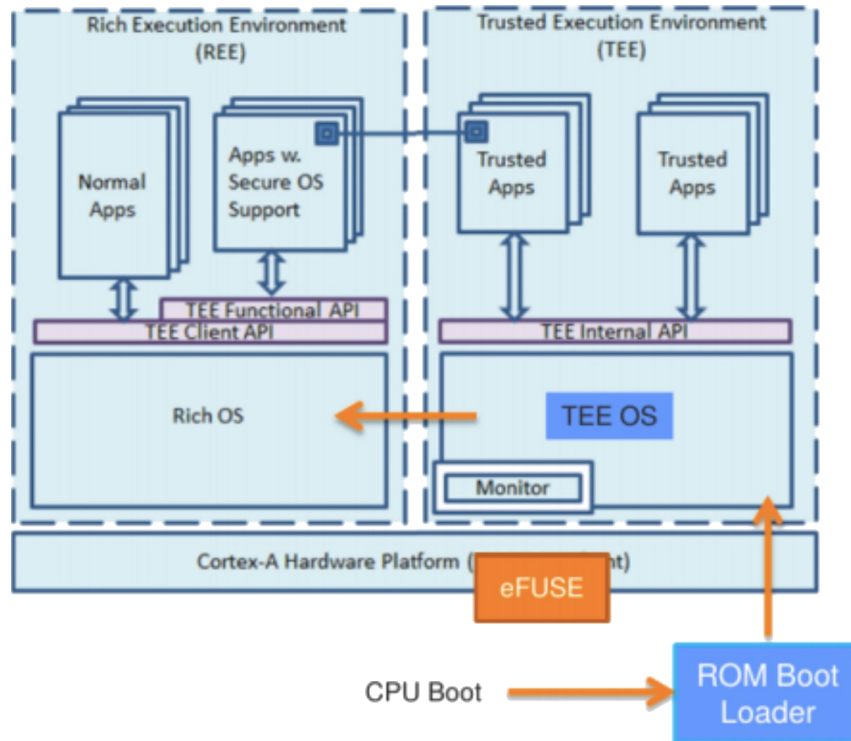 Rich Execution Environment
(REE)
Trusted Execution Environment
(TEE)
Normal
Apps
Apps w.
Secure OS
Support
Trusted
Apps
Trusted
Apps
TEE Functional API
TEE Client API
TEE Internal API
Rich OS
TEE OS
Monitor
Cortex-A Hardware Platform (
eFUSE
CPU Boot
ROM Boot
Loader